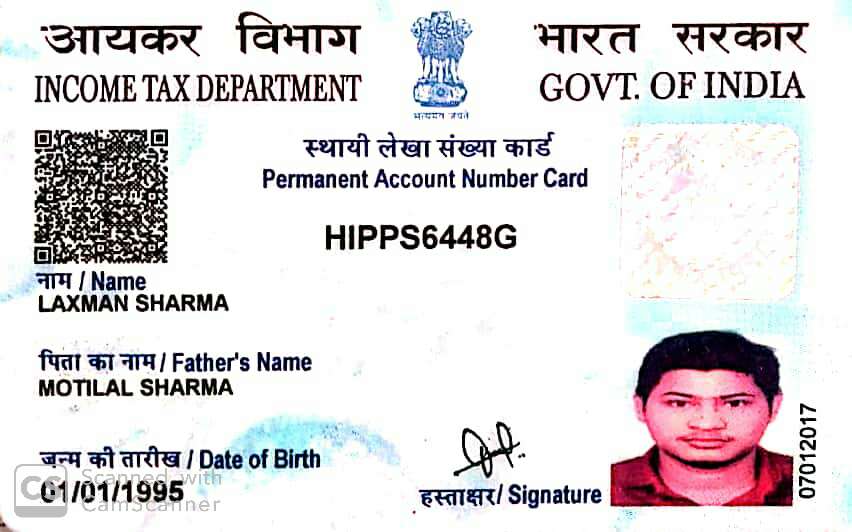 आयकर विभाग
INCOME TAX DEPARTMENT
भारत सरकार
GOVT. OF INDIA
सत्यमेव जयते
स्थायी लेखा संख्या कार्ड
Permanent Account Number Card
HIPPS6448G
नाम / Name
LAXMAN SHARMA
पिता का नाम / Father's Name
MOTILAL SHARMA
जन्म की तारीख / Date of Birth
01/01/1995
हस्ताक्षर / Signature
07012017
CS Scanned with
CamScanner